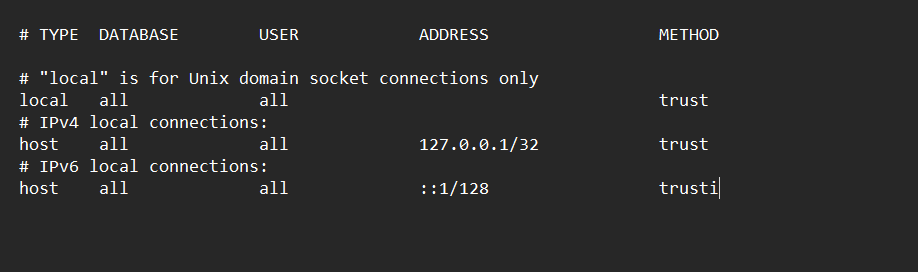 # TYPE  DATABASE        USER            ADDRESS                 METHOD
# "local" is for Unix domain socket connections only
local   all             all                                     trust
# IPv4 local connections:
host    all             all             127.0.0.1/32            trust
# IPv6 local connections:
host    all             all             ::1/128                 trusti